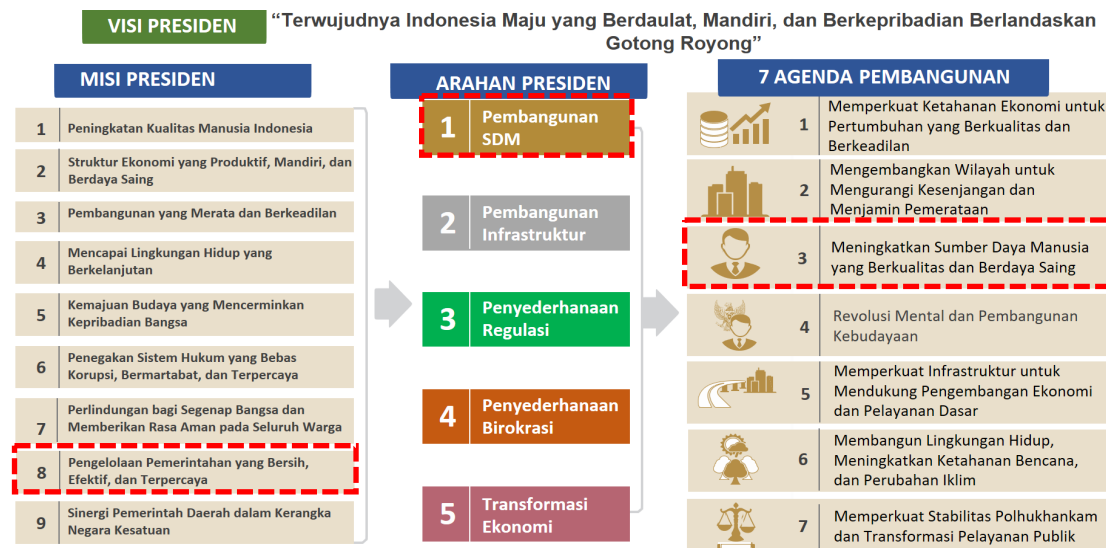 VISI PRESIDEN
“Terwujudnya Indonesia Maju yang Berdaulat, Mandiri, dan Berkepribadian Berlandaskan
Gotong Royong”
MISI PRESIDEN
1
Peningkatan Kualitas Manusia Indonesia
2
Struktur Ekonomi yang Produktif, Mandiri, dan
Berdaya Saing
3
Pembangunan yang Merata dan Berkeadilan
4
Mencapai Lingkungan Hidup yang
Berkelanjutan
5
Kemajuan Budaya yang Mencerminkan
Kepribadian Bangsa
6
Penegakan Sistem Hukum yang Bebas
Korupsi, Bermartabat, dan Terpercaya
7
Perlindungan bagi Segenap Bangsa dan
Memberikan Rasa Aman pada Seluruh Warga
8
Pengelolaan Pemerintahan yang Bersih,
Efektif, dan Terpercaya
9
Sinergi Pemerintah Daerah dalam Kerangka
Negara Kesatuan
ARAHAN PRESIDEN
1
Pembangunan
SDM
2
Pembangunan
Infrastruktur
3
Penyederhanaan
Regulasi
4
Penyederhanaan
Birokrasi
5
Transformasi
Ekonomi
7 AGENDA PEMBANGUNAN
1
Memperkuat Ketahanan Ekonomi untuk
Pertumbuhan yang Berkualitas dan
Berkeadilan
2
Mengembangkan Wilayah untuk
Mengurangi Kesenjangan dan
Menjamin Pemerataan
3
Meningkatkan Sumber Daya Manusia
yang Berkualitas dan Berdaya Saing
4
Revolusi Mental dan Pembangunan
Kebudayaan
5
Memperkuat Infrastruktur untuk
Mendukung Pengembangan Ekonomi
dan Pelayanan Dasar
6
Membangun Lingkungan Hidup,
Meningkatkan Ketahanan Bencana,
dan Perubahan Iklim
7
Memperkuat Stabilitas Polhukhankam
dan Transformasi Pelayanan Publik